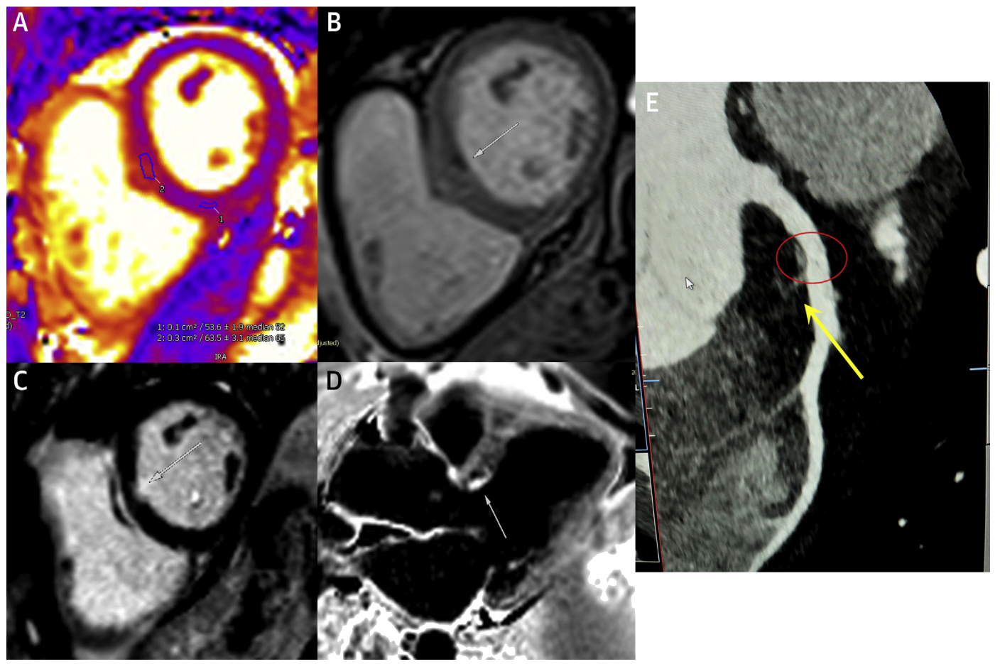 A
B
E
2
1
D_T2
d).
1: 0.1 cm² / 53.6 ± 1.9 median 52
2: 0.3 cm² / 63.5 ± 3.1 median 65
IRA
djusted)
C
D